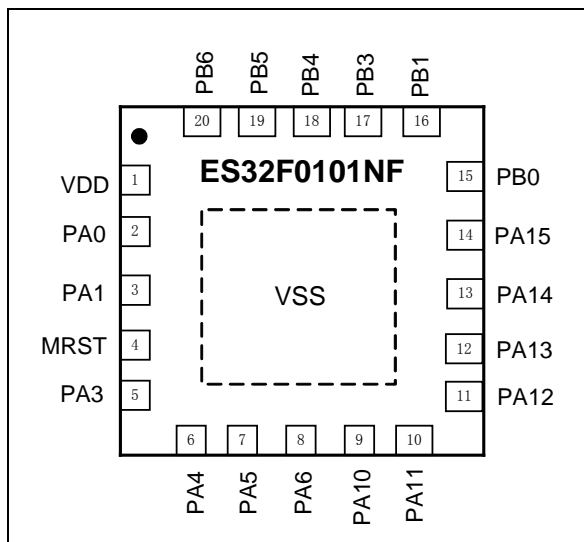 PB6 PB5 PB4 PB3 PB1
20 19 18 17 16
ES32F0101NF
VDD 1
15 PB0
PA0 2
14 PA15
PA1 3
VSS
13 PA14
MRST 4
12 PA13
PA3 5
11 PA12
6 7 8 9 10
PA4 PA5 PA6 PA10 PA11